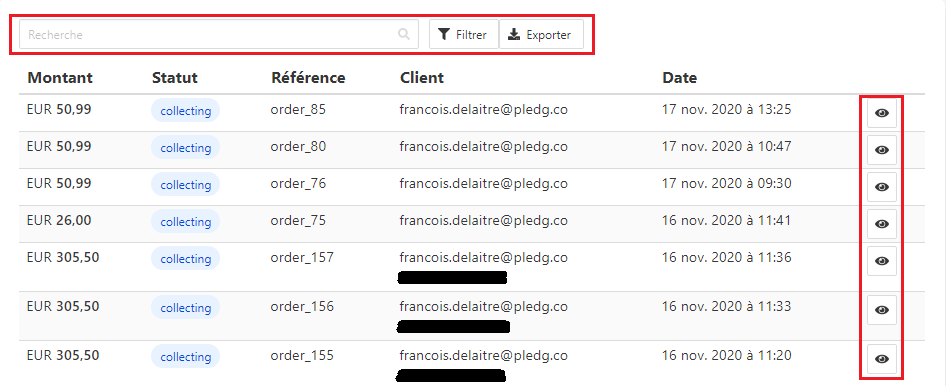 Recherche Filtrer Exporter
Montant Statut Référence Client Date
EUR 50,99 collecting order_85 francois.delaitre@pledg.co 17 nov. 2020 à 13:25
EUR 50,99 collecting order_80 francois.delaitre@pledg.co 17 nov. 2020 à 10:47
EUR 50,99 collecting order_76 francois.delaitre@pledg.co 17 nov. 2020 à 09:30
EUR 26,00 collecting order_75 francois.delaitre@pledg.co 16 nov. 2020 à 11:41
EUR 305,50 collecting order_157 francois.delaitre@pledg.co 16 nov. 2020 à 11:36
EUR 305,50 collecting order_156 francois.delaitre@pledg.co 16 nov. 2020 à 11:33
EUR 305,50 collecting order_155 francois.delaitre@pledg.co 16 nov. 2020 à 11:20